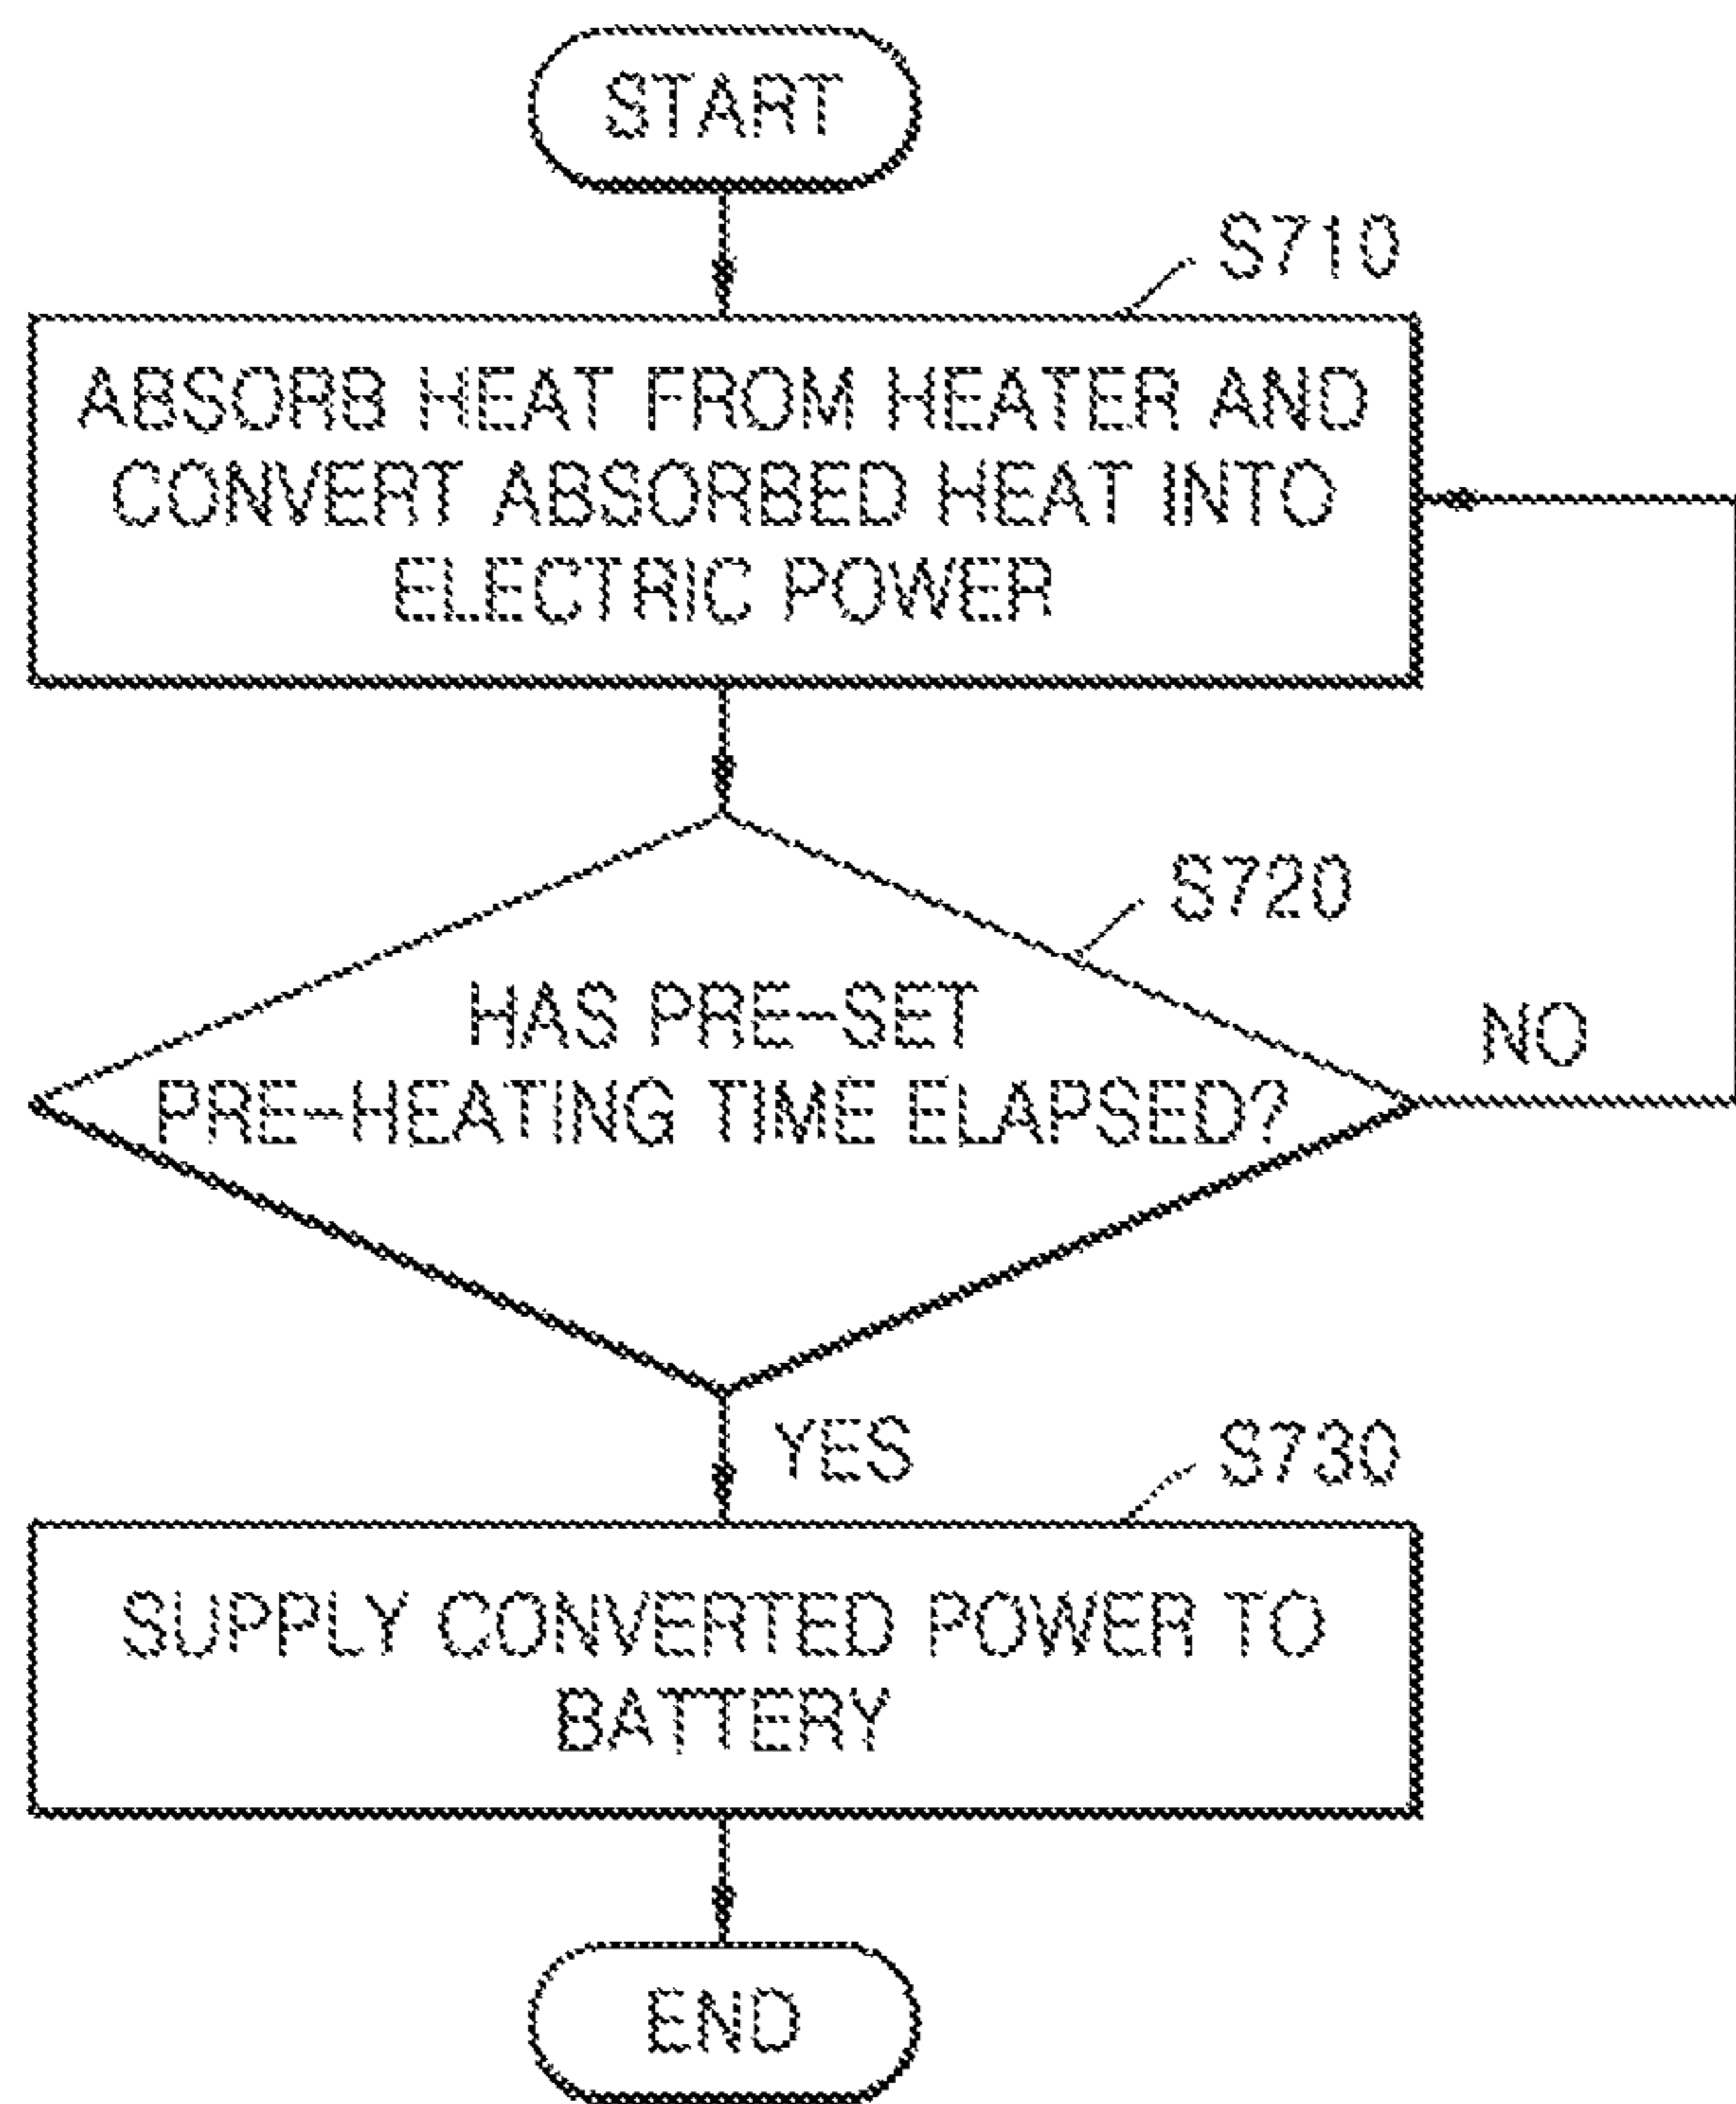 START
S710
ABSORB HEAT FROM HEATER AND
CONVERT ABSORBED HEAT INTO
ELECTRIC POWER
S720
HAS PRE-SET
PRE-HEATING TIME ELAPSED?
NO
YES
S730
SUPPLY CONVERTED POWER TO
BATTERY
END